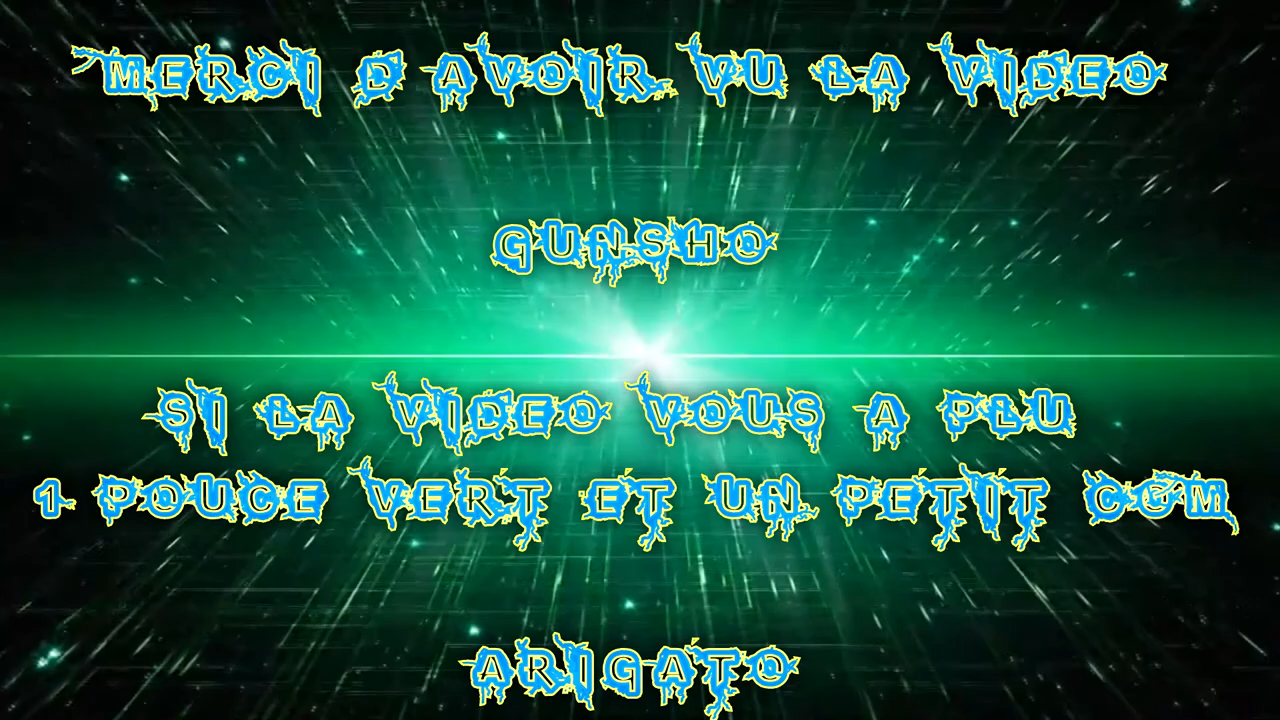 MERCI D AVOIR VU LA VIDEO
GUNSHO
SI LA VIDEO VOUS A PLU
1 POUCE VERT ET UN PETIT COM
ARIGATO